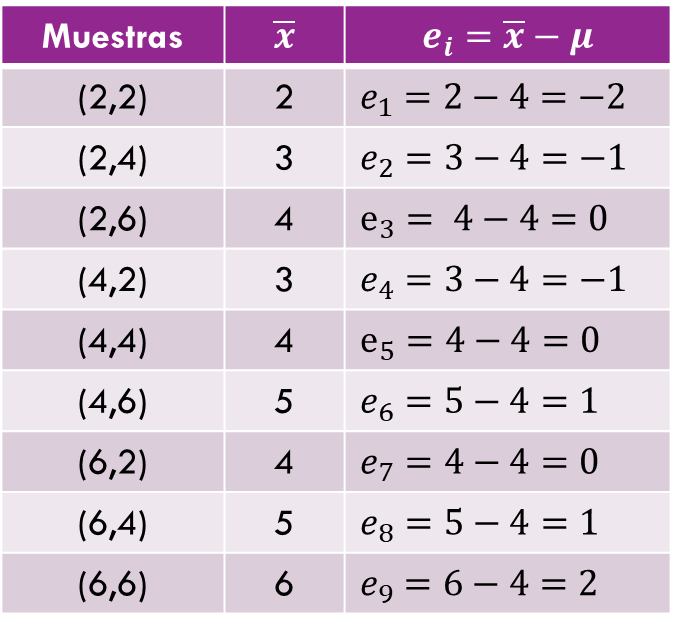 Muestras x̅ eᵢ = x̅ − μ
(2,2) 2 e₁ = 2 − 4 = −2
(2,4) 3 e₂ = 3 − 4 = −1
(2,6) 4 e₃ = 4 − 4 = 0
(4,2) 3 e₄ = 3 − 4 = −1
(4,4) 4 e₅ = 4 − 4 = 0
(4,6) 5 e₆ = 5 − 4 = 1
(6,2) 4 e₇ = 4 − 4 = 0
(6,4) 5 e₈ = 5 − 4 = 1
(6,6) 6 e₉ = 6 − 4 = 2